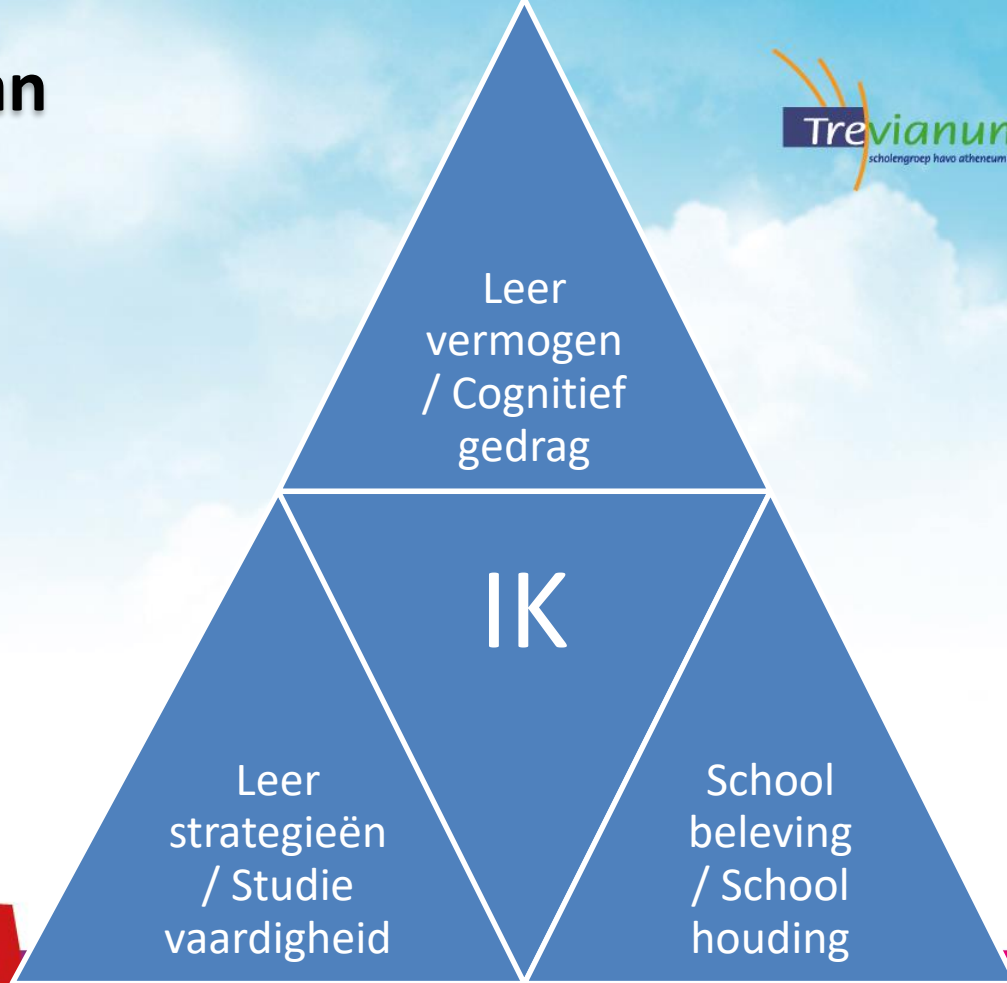 an
Trevianum
scholengroep havo atheneum
Leer
vermogen
/ Cognitief
gedrag
IK
Leer
strategieën
/ Studie
vaardigheid
School
beleving
/ School
houding